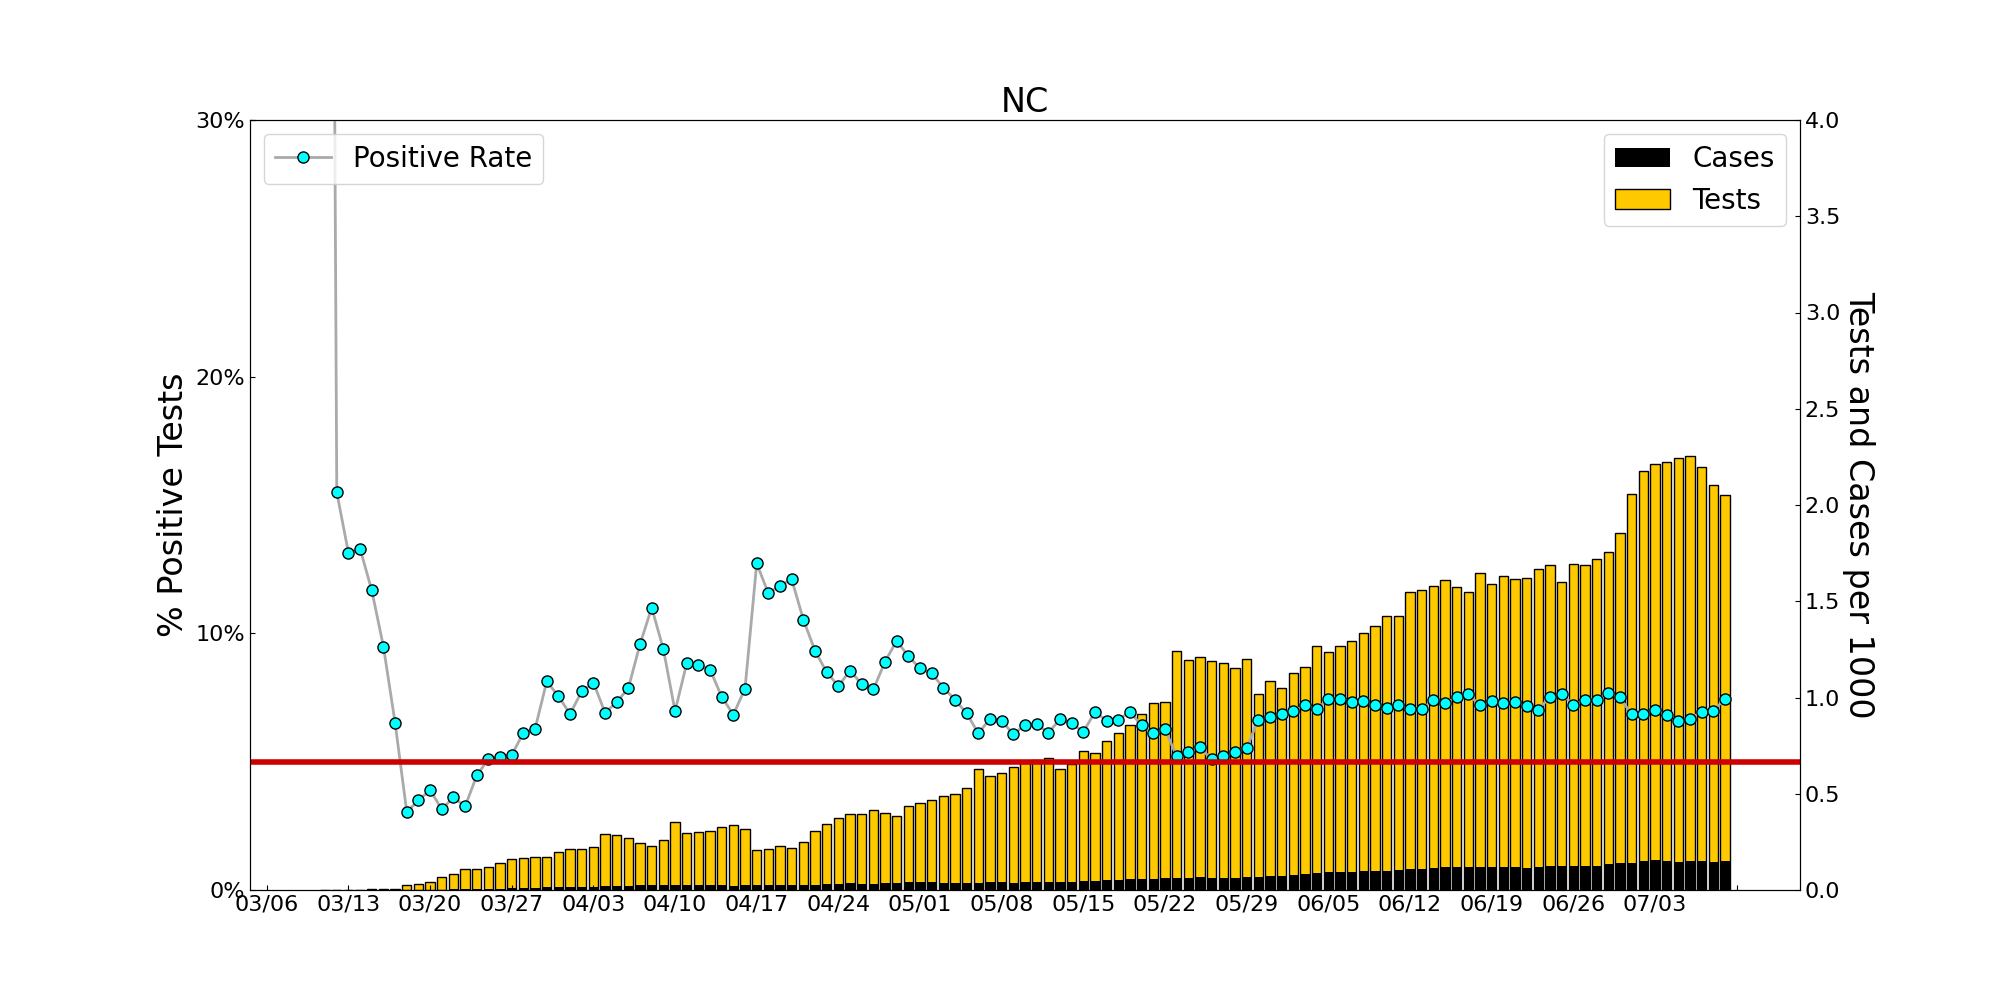 NC
30%
20%
10%
0%
% Positive Tests
Positive Rate
Cases
Tests
4.0
3.5
3.0
2.5
2.0
1.5
1.0
0.5
0.0
Tests and Cases per 1000
03/06 03/13 03/20 03/27 04/03 04/10 04/17 04/24 05/01 05/08 05/15 05/22 05/29 06/05 06/12 06/19 06/26 07/03